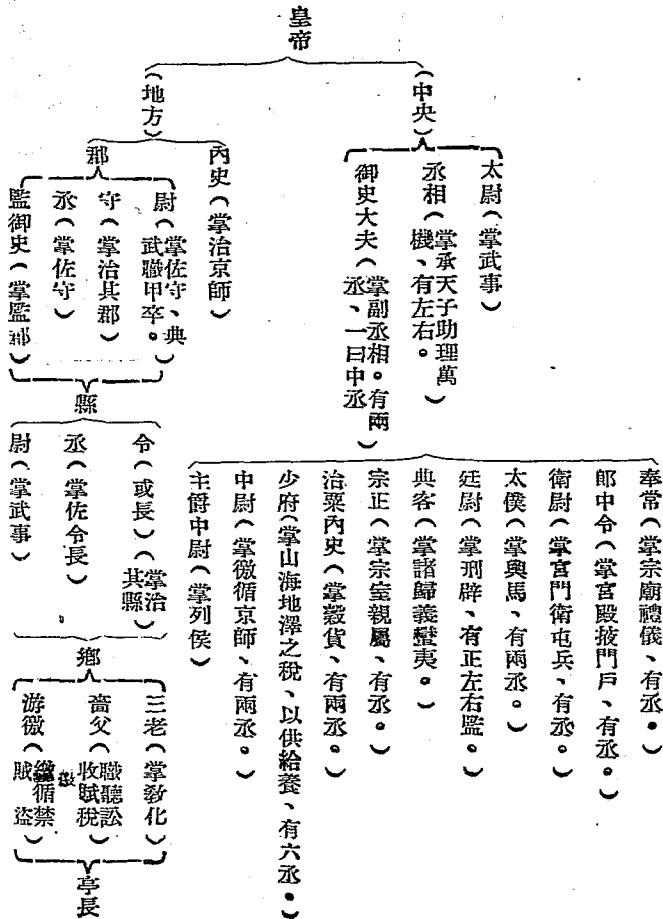 皇帝
（中央）
太尉（掌武事）
丞相（掌承天子助理萬機、有左右。）
御史大夫（掌副丞相。有兩丞、一曰中丞）
奉常（掌宗廟禮儀、有丞。）
郎中令（掌宮殿掖門戶、有丞。）
衛尉（掌宮門衛屯兵、有丞。）
太僕（掌輿馬、有兩丞。）
廷尉（掌刑辟、有正左右監。）
典客（掌諸歸義蠻夷。）
宗正（掌宗室親屬、有丞。）
治粟內史（掌穀貨、有兩丞。）
少府（掌山海地澤之稅、以供給養、有六丞。）
中尉（掌徼循京師、有兩丞。）
主爵中尉（掌列侯）
（地方）
內史（掌治京師）
郡
尉（掌佐守、典武職甲卒。）
守（掌治其郡）
丞（掌佐守）
監御史（掌監郡）
縣
令（或長）（掌治其縣）
丞（掌佐令長）
尉（掌武事）
鄉
三老（掌敎化）
嗇父（職聽訟收賦稅）
游徼（循禁賊盜）
亭長